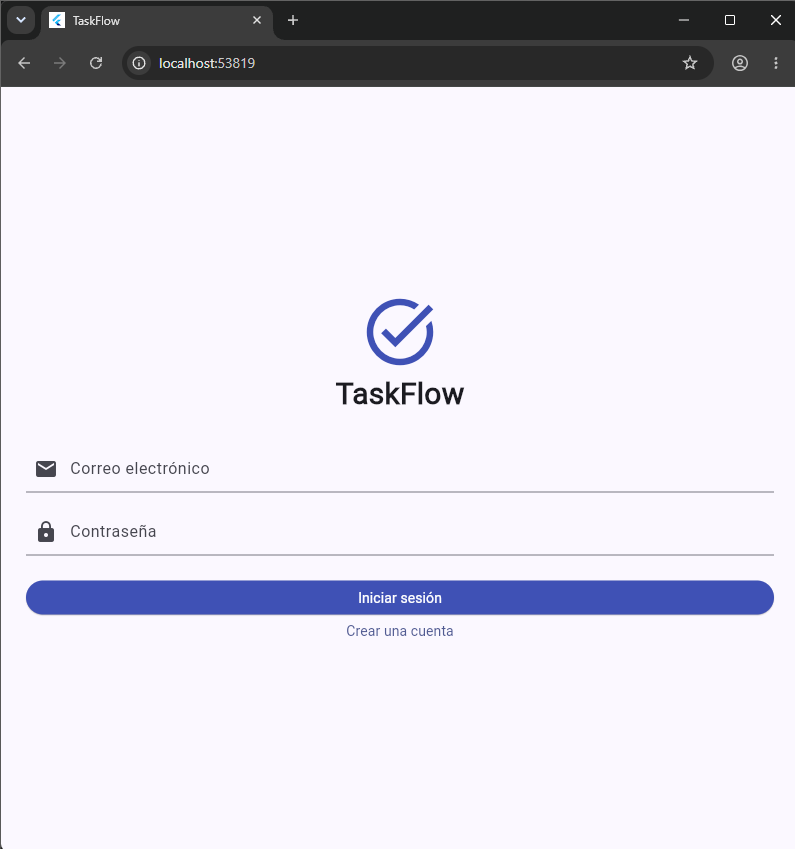 TaskFlow
localhost:53819
TaskFlow
Correo electrónico
Contraseña
Iniciar sesión
Crear una cuenta